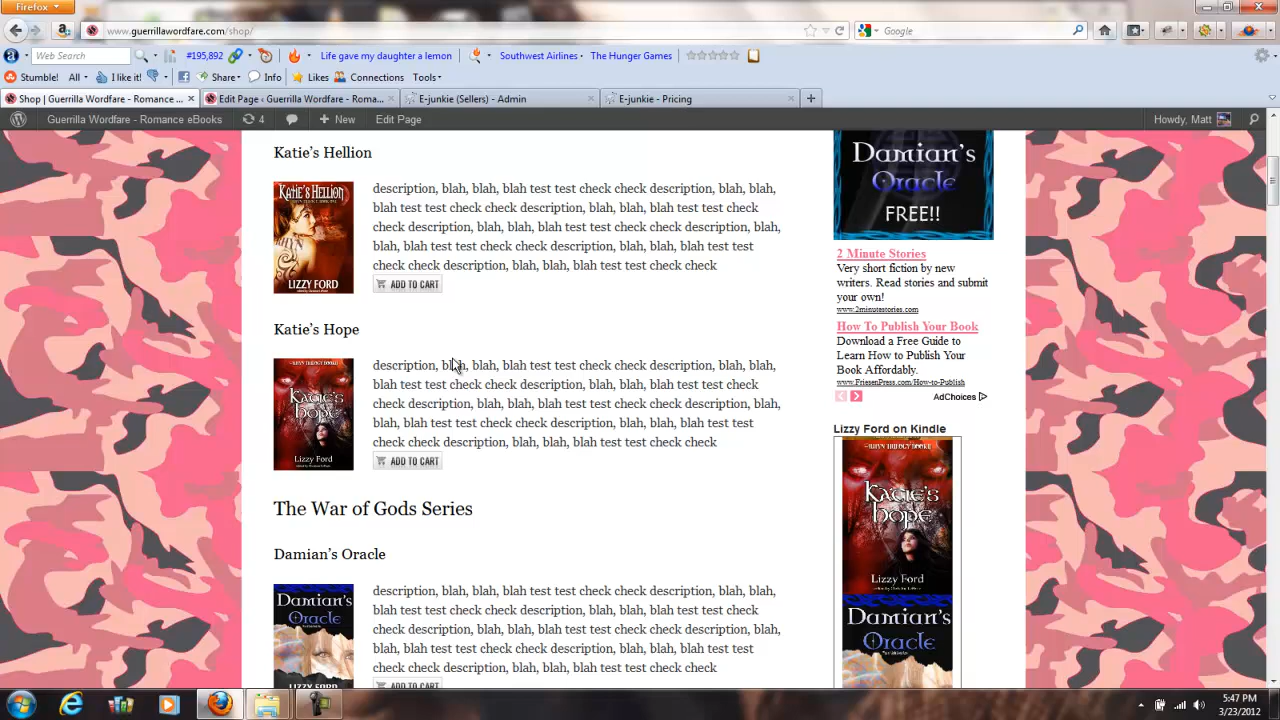 Firefox
www.guerrillawordfare.com/shop/
Google
Web Search
#195,892
Life gave my daughter a lemon
Southwest Airlines
The Hunger Games
Stumble!
All
I like it!
Share
Info
Likes
Connections
Tools
Shop | Guerrilla Wordfare - Romance ...
Edit Page ‹ Guerrilla Wordfare - Roma...
E-junkie (Sellers) - Admin
E-junkie - Pricing
Guerrilla Wordfare - Romance eBooks
4
New
Edit Page
Howdy, Matt
Katie's Hellion
KATIE'S HELLION
LIZZY FORD
description, blah, blah, blah test test check check description, blah, blah,
blah test test check check description, blah, blah, blah test test check
check description, blah, blah, blah test test check check description, blah,
blah, blah test test check check description, blah, blah, blah test test
check check description, blah, blah, blah test test check check
ADD TO CART
Katie's Hope
Katie's hope
Lizzy Ford
description, blah, blah, blah test test check check description, blah, blah,
blah test test check check description, blah, blah, blah test test check
check description, blah, blah, blah test test check check description, blah,
blah, blah test test check check description, blah, blah, blah test test
check check description, blah, blah, blah test test check check
ADD TO CART
The War of Gods Series
Damian's Oracle
Damian's
Oracle
LIZZY FORD
description, blah, blah, blah test test check check description, blah, blah,
blah test test check check description, blah, blah, blah test test check
check description, blah, blah, blah test test check check description, blah,
blah, blah test test check check description, blah, blah, blah test test
check check description, blah, blah, blah test test check check
ADD TO CART
Damian's
Oracle
FREE!!
2 Minute Stories
Very short fiction by new
writers. Read stories and submit
your own!
www.2minutestories.com
How To Publish Your Book
Download a Free Guide to
Learn How to Publish Your
Book Affordably.
www.FriesenPress.com/How-to-Publish
AdChoices
Lizzy Ford on Kindle
Katie's
hope
Lizzy Ford
Damian's
Oracle
5:47 PM
3/23/2012